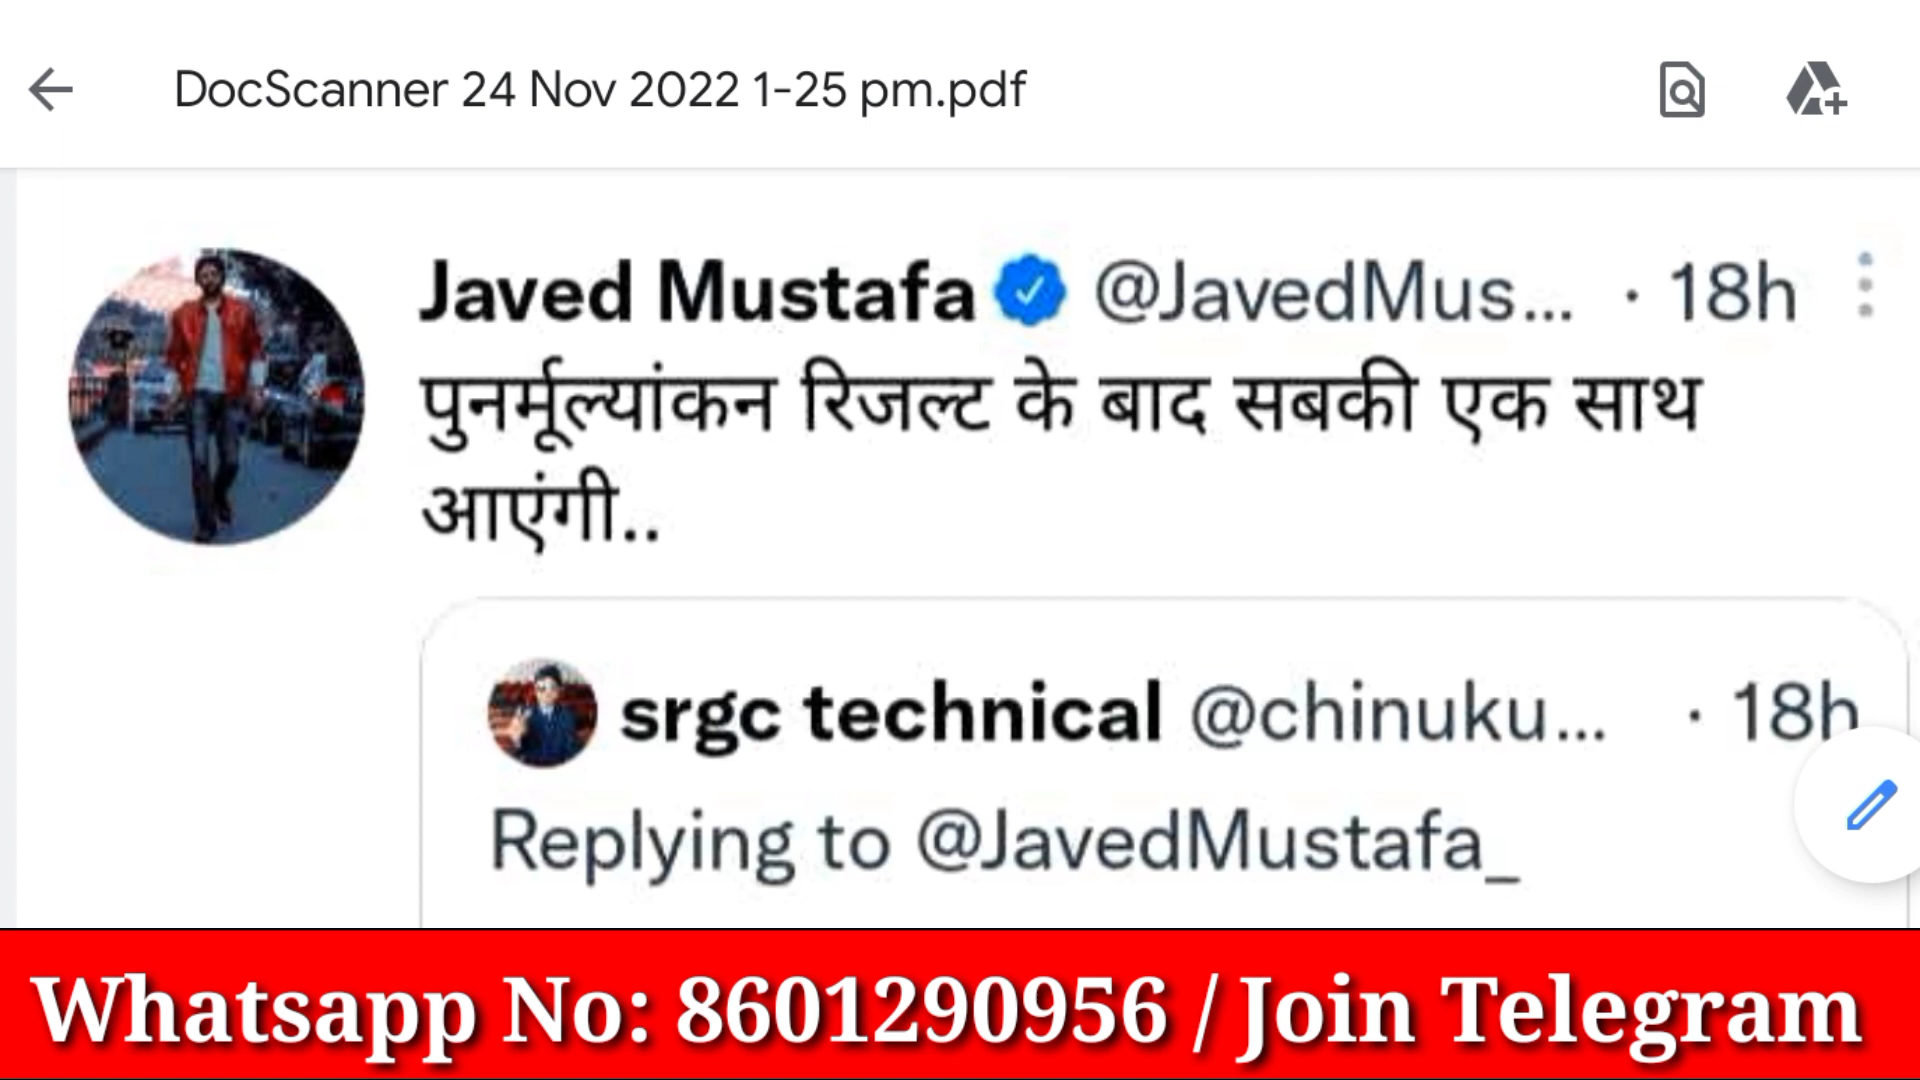 DocScanner 24 Nov 2022 1-25 pm.pdf
Javed Mustafa @JavedMus... · 18h
पुनर्मूल्यांकन रिजल्ट के बाद सबकी एक साथ
आएंगी..
srgc technical @chinuku... · 18h
Replying to @JavedMustafa_
Whatsapp No: 8601290956 / Join Telegram